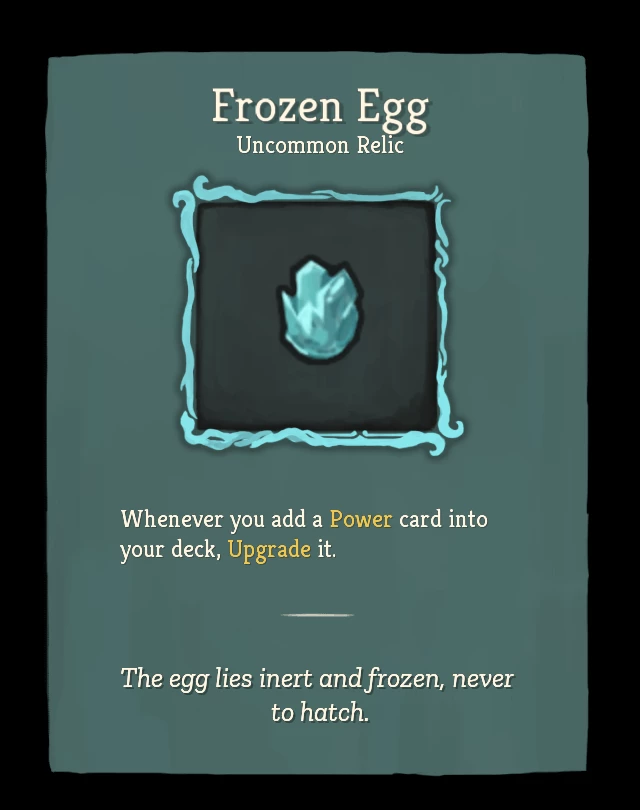 Frozen Egg
Uncommon Relic
Whenever you add a Power card into
your deck, Upgrade it.
The egg lies inert and frozen, never
to hatch.